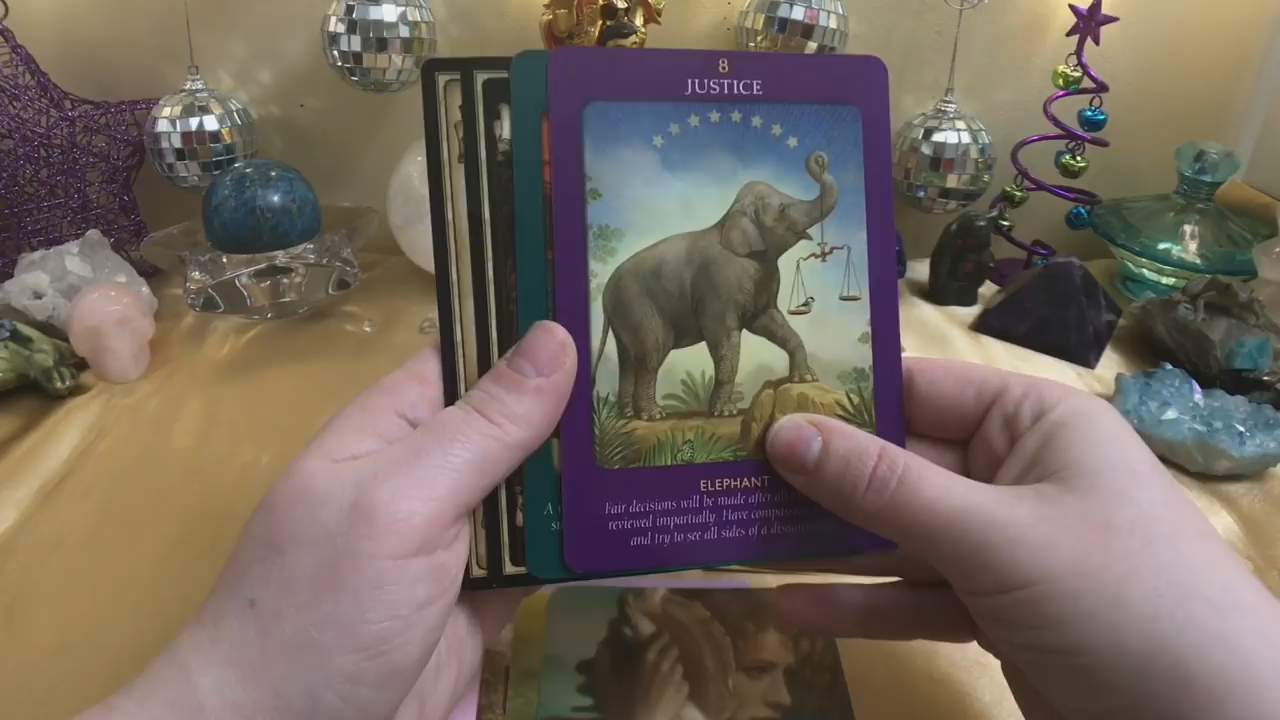 8
JUSTICE
ELEPHANT
Fair decisions will be made after all
reviewed impartially. Have compass
and try to see all sides of a
A